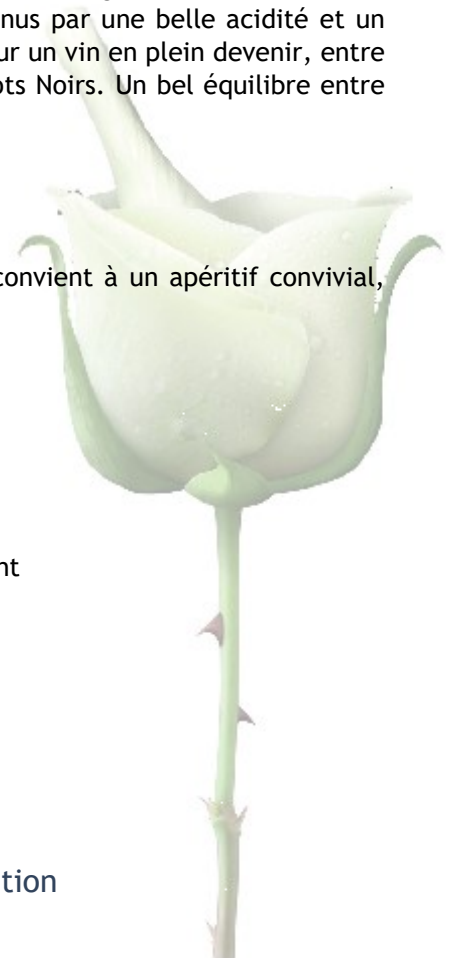 nus par une belle acidité et un
ur un vin en plein devenir, entre
ots Noirs. Un bel équilibre entre
convient à un apéritif convivial,
nt
tion